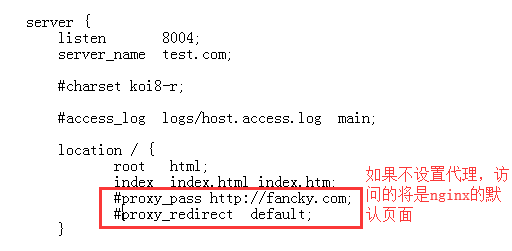 server {
listen 8004;
server_name test.com;
#charset koi8-r;
#access_log logs/host.access.log main;
location / {
root html;
index index.html index.htm;
#proxy_pass http://fancky.com;
#proxy_redirect default;
}
如果不设置代理，访
问的将是nginx的默
认页面